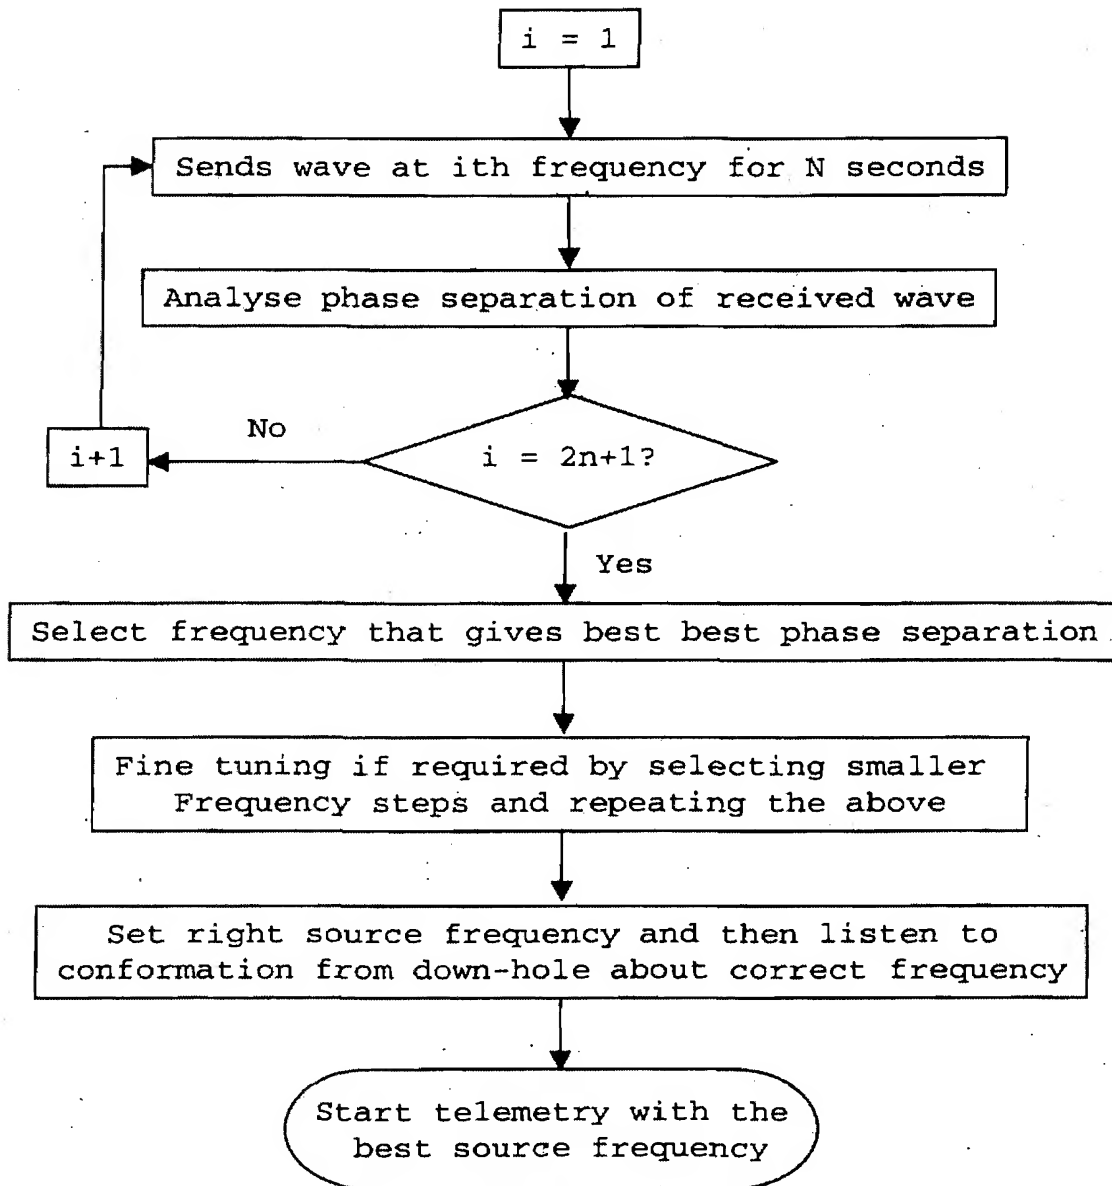 i = 1
Sends wave at ith frequency for N seconds
Analyse phase separation of received wave
No
i+1
i = 2n+1?
Yes
Select frequency that gives best best phase separation
Fine tuning if required by selecting smaller
Frequency steps and repeating the above
Set right source frequency and then listen to
conformation from down-hole about correct frequency
Start telemetry with the
best source frequency